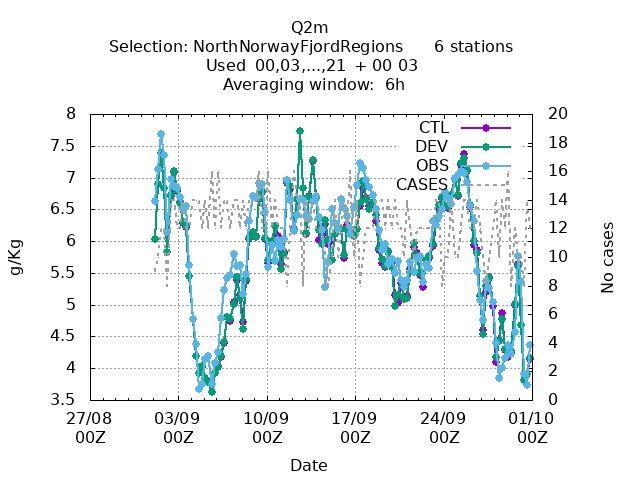 Q2m
Selection: NorthNorwayFjordRegions 6 stations
Used 00,03,...,21 + 00 03
Averaging window: 6h
8
7.5
7
6.5
6
5.5
5
4.5
4
3.5
g/Kg
20
18
16
14
12
10
8
6
4
2
0
No cases
CTL
DEV
OBS
CASES
27/08 03/09 10/09 17/09 24/09 01/10
00Z 00Z 00Z 00Z 00Z 00Z
Date